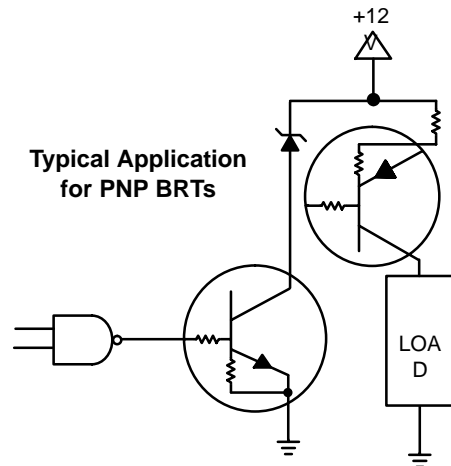 +12
V
Typical Application
for PNP BRTs
LOA
D